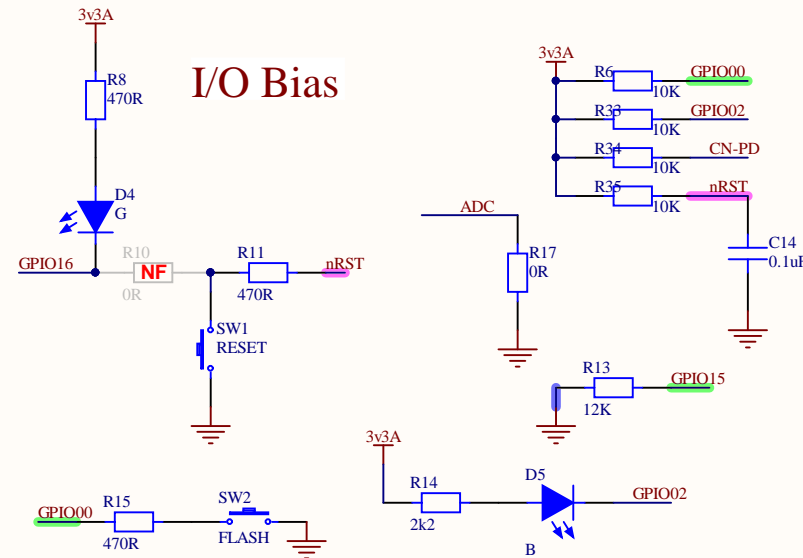 3v3A
R8
470R
I/O Bias
D4
G
GPIO16
R10
NF
0R
R11
470R
nRST
SW1
RESET
3v3A
R6
10K
GPIO00
R33
10K
GPIO02
R34
10K
CN-PD
R35
10K
nRST
C14
0.1uF
ADC
R17
0R
R13
12K
GPIO15
GPIO00
R15
470R
SW2
FLASH
3v3A
R14
2k2
D5
B
GPIO02